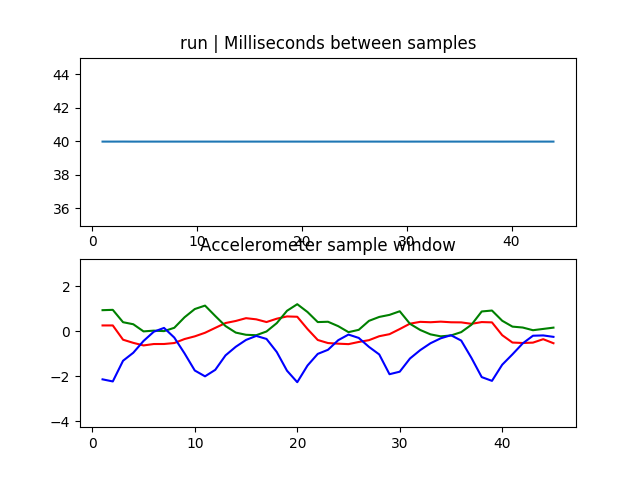 run | Milliseconds between samples
44
42
40
38
36
0 10 20 30 40
Accelerometer sample window
2
0
−2
−4
0 10 20 30 40